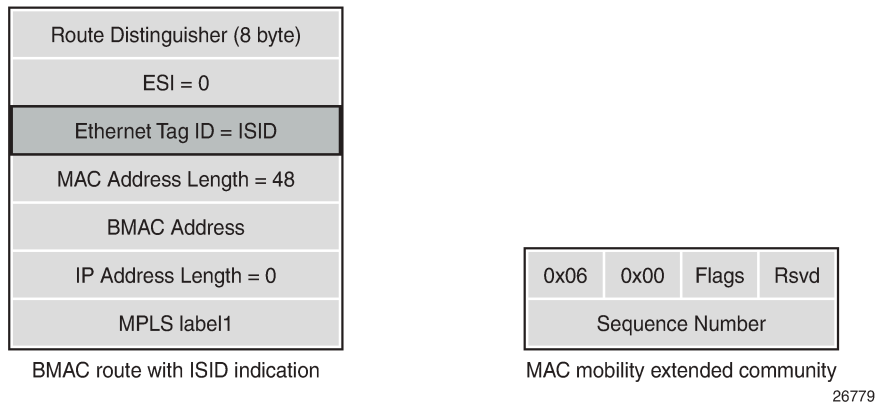 Route Distinguisher (8 byte)
ESI = 0
Ethernet Tag ID = ISID
MAC Address Length = 48
BMAC Address
IP Address Length = 0
MPLS label1
BMAC route with ISID indication
0x06 0x00 Flags Rsvd
Sequence Number
MAC mobility extended community
26779